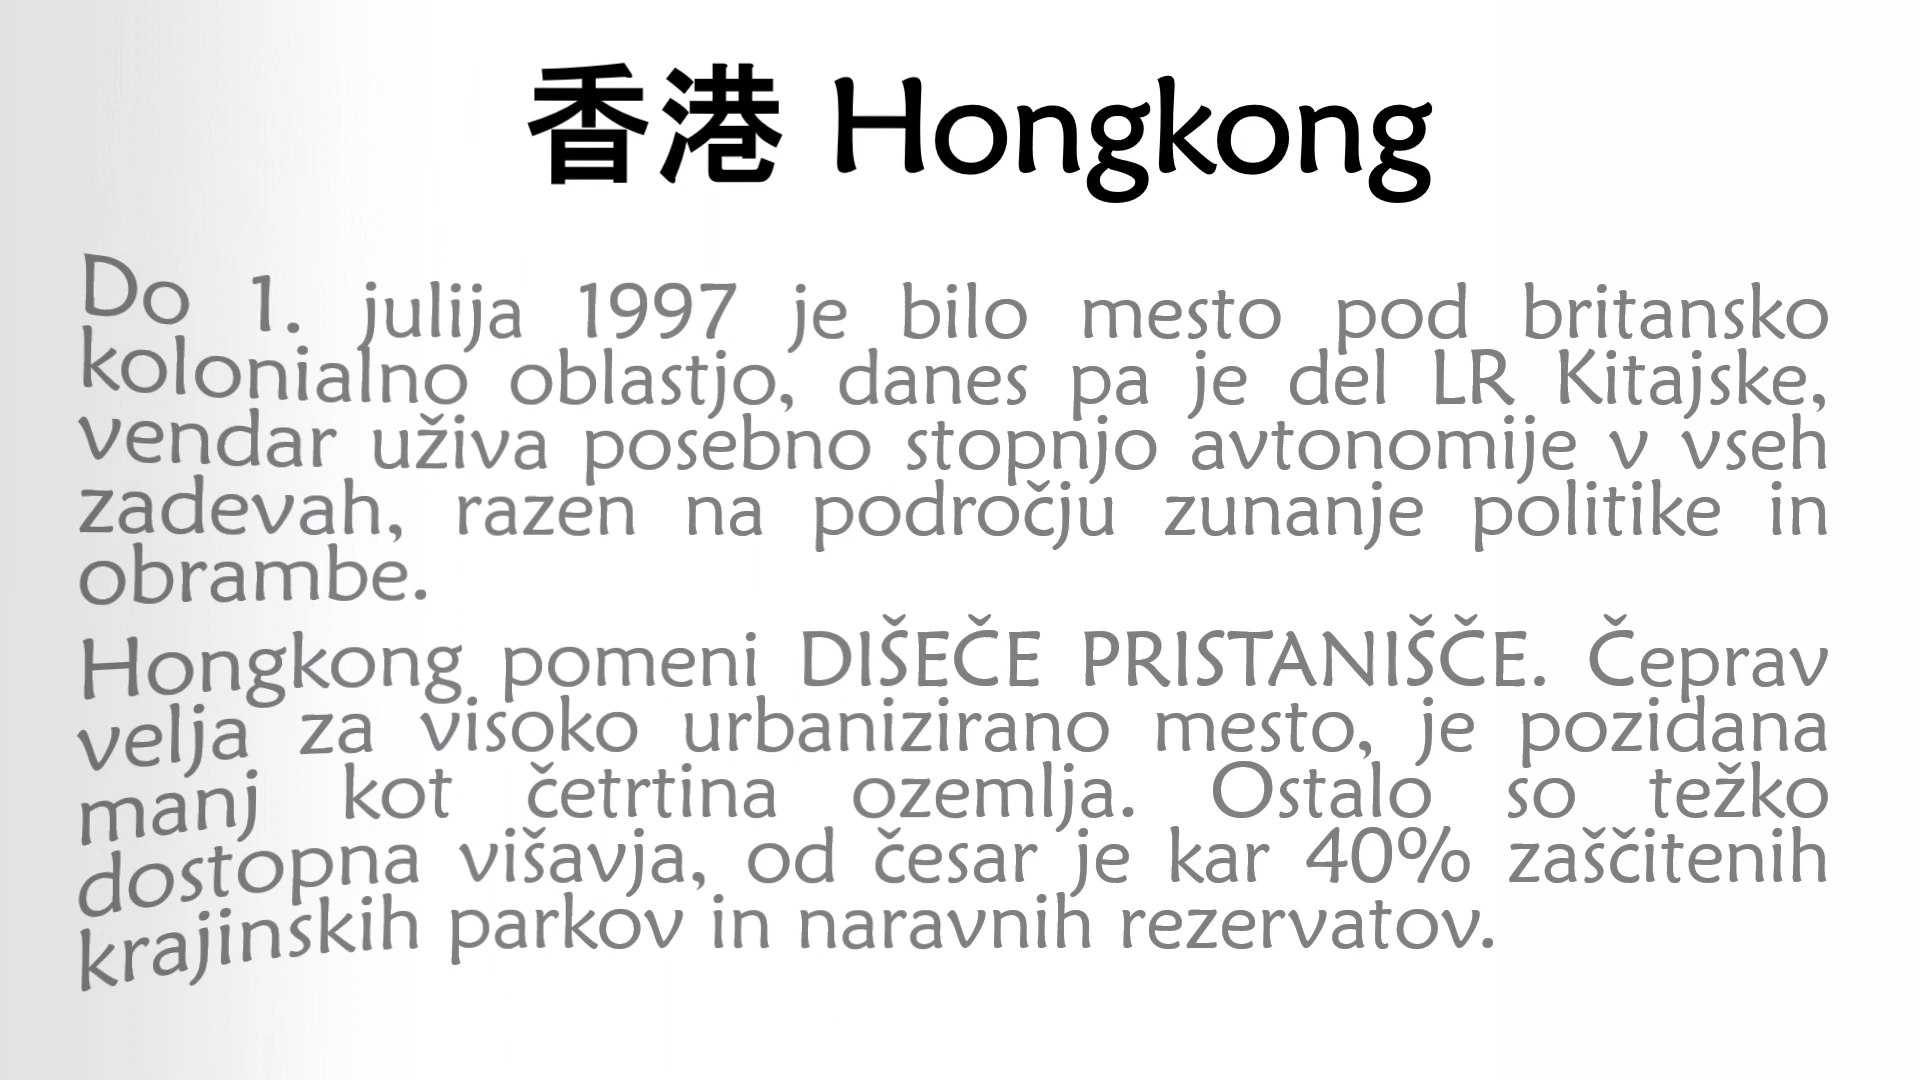 香港 Hongkong
Do 1. julija 1997 je bilo mesto pod britansko
kolonialno oblastjo, danes pa je del LR Kitajske,
vendar uživa posebno stopnjo avtonomije v vseh
zadevah, razen na področju zunanje politike in
obrambe.
Hongkong pomeni DIŠEČE PRISTANIŠČE. Čeprav
velja za visoko urbanizirano mesto, je pozidana
manj kot četrtina ozemlja. Ostalo so težko
dostopna višavja, od česar je kar 40% zaščitenih
krajinskih parkov in naravnih rezervatov.